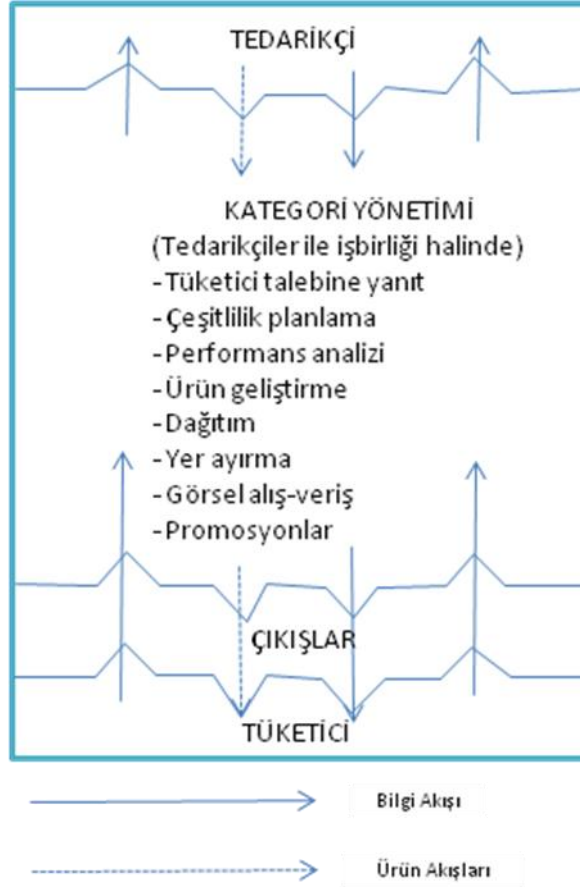 TEDARİKÇİ
KATEGORİ YÖNETİMİ
(Tedarikçiler ile işbirliği halinde)
-Tüketici talebine yanıt
-Çeşitlilik planlama
-Performans analizi
-Ürün geliştirme
-Dağıtım
-Yer ayırma
-Görsel alış-veriş
-Promosyonlar
ÇIKIŞLAR
TÜKETİCİ
Bilgi Akışı
Ürün Akışları